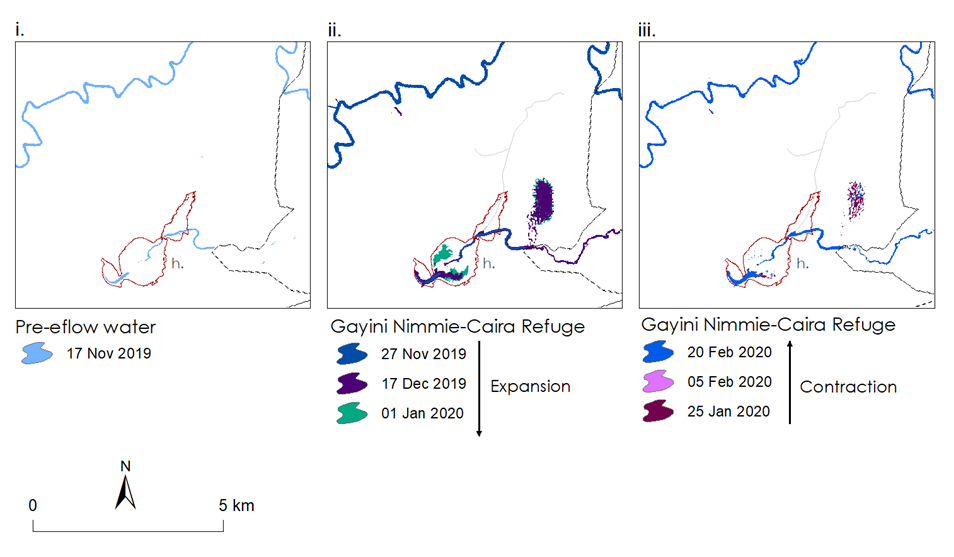 i.
ii.
iii.
h.
h.
h.
Pre-eflow water
17 Nov 2019
Gayini Nimmie-Caira Refuge
27 Nov 2019
17 Dec 2019
01 Jan 2020
Expansion
Gayini Nimmie-Caira Refuge
20 Feb 2020
05 Feb 2020
25 Jan 2020
Contraction
N
0
5 km